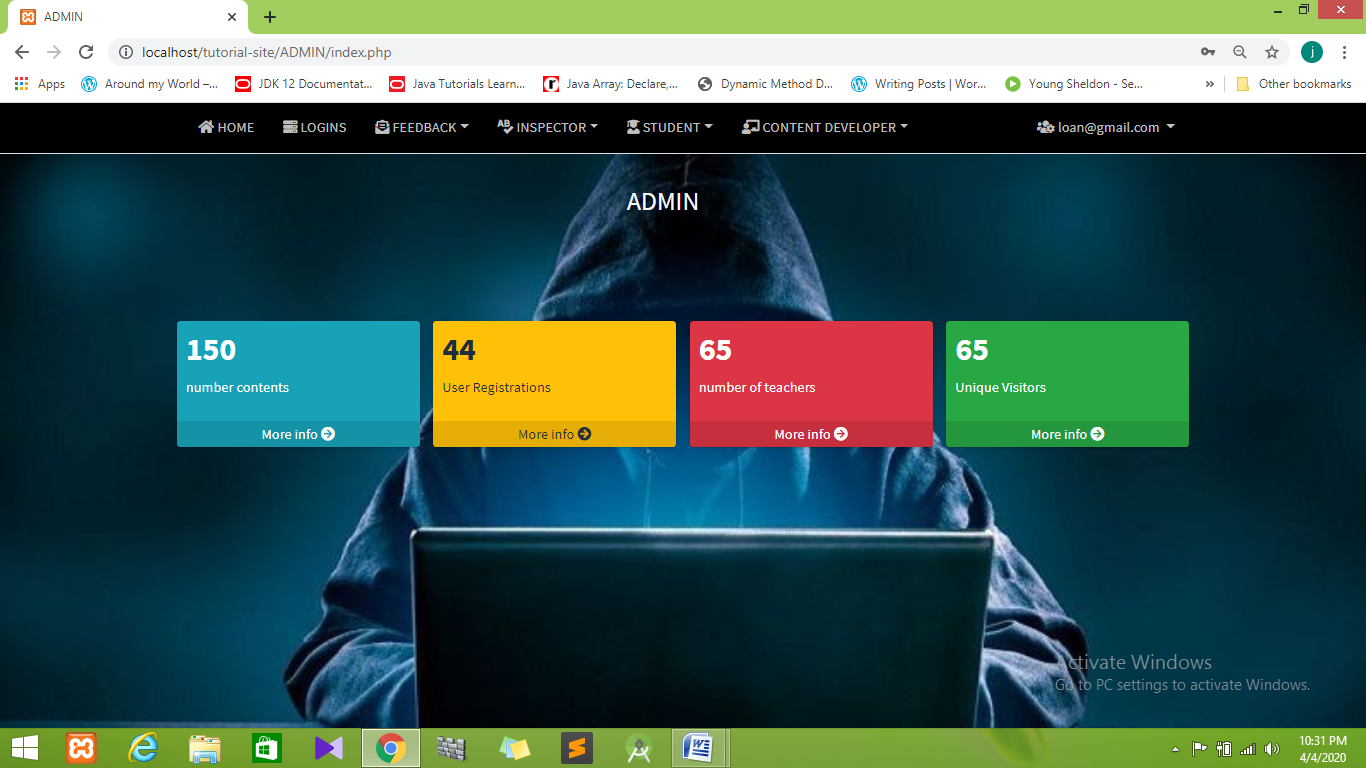 ADMIN
localhost/tutorial-site/ADMIN/index.php
j
Apps Around my World –... JDK 12 Documentat... Java Tutorials Learn... Java Array: Declare,... Dynamic Method D... Writing Posts | Wor... Young Sheldon - Se... » Other bookmarks
HOME LOGINS FEEDBACK INSPECTOR STUDENT CONTENT DEVELOPER loan@gmail.com
ADMIN
150
number contents
More info
44
User Registrations
More info
65
number of teachers
More info
65
Unique Visitors
More info
Activate Windows
Go to PC settings to activate Windows.
10:31 PM
4/4/2020